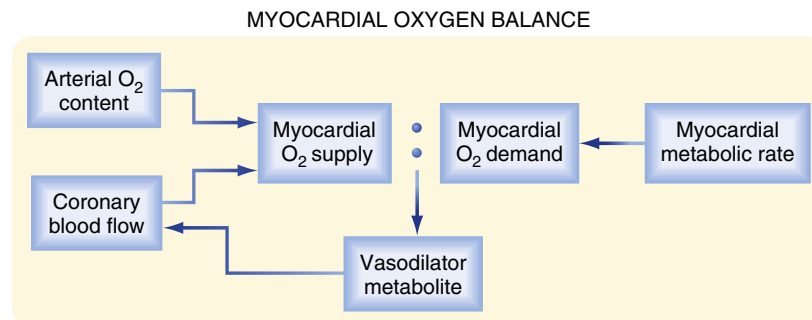 MYOCARDIAL OXYGEN BALANCE
Arterial O₂
content
Myocardial
O₂ supply
Myocardial
O₂ demand
Myocardial
metabolic rate
Coronary
blood flow
Vasodilator
metabolite